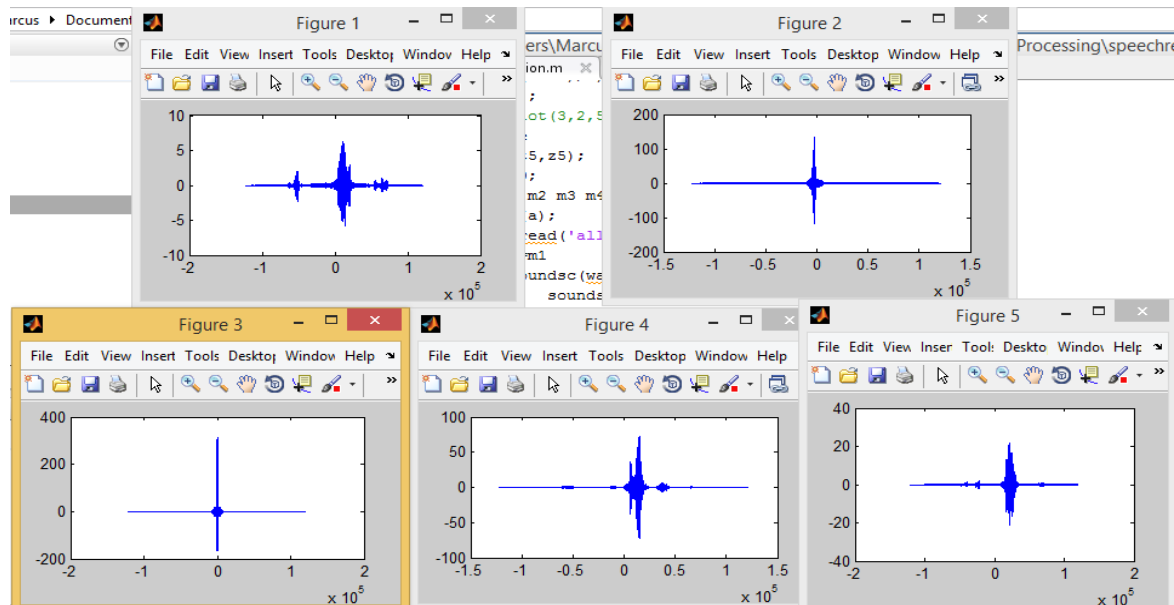 arcus ▸ Document
Figure 1
File Edit View Insert Tools Desktop Window Help
10
5
0
-5
-10
-2 -1 0 1 2
x 10^5
ers\Marcu
ion.m
;
lot(3,2,5
z5,z5);
);
m2 m3 m4
a);
read('all
=m1
oundsc(wa
sounds
Figure 2
File Edit View Insert Tools Desktop Window Help
200
100
0
-100
-200
-1.5 -1 -0.5 0 0.5 1 1.5
x 10^5
Processing\speechre
Figure 3
File Edit View Insert Tools Desktop Window Help
400
200
0
-200
-2 -1 0 1 2
x 10^5
Figure 4
File Edit View Insert Tools Desktop Window Help
100
50
0
-50
-100
-1.5 -1 -0.5 0 0.5 1 1.5
x 10^5
Figure 5
File Edit View Inser Tool: Deskto Windov Help
40
20
0
-20
-40
-2 -1 0 1 2
x 10^5